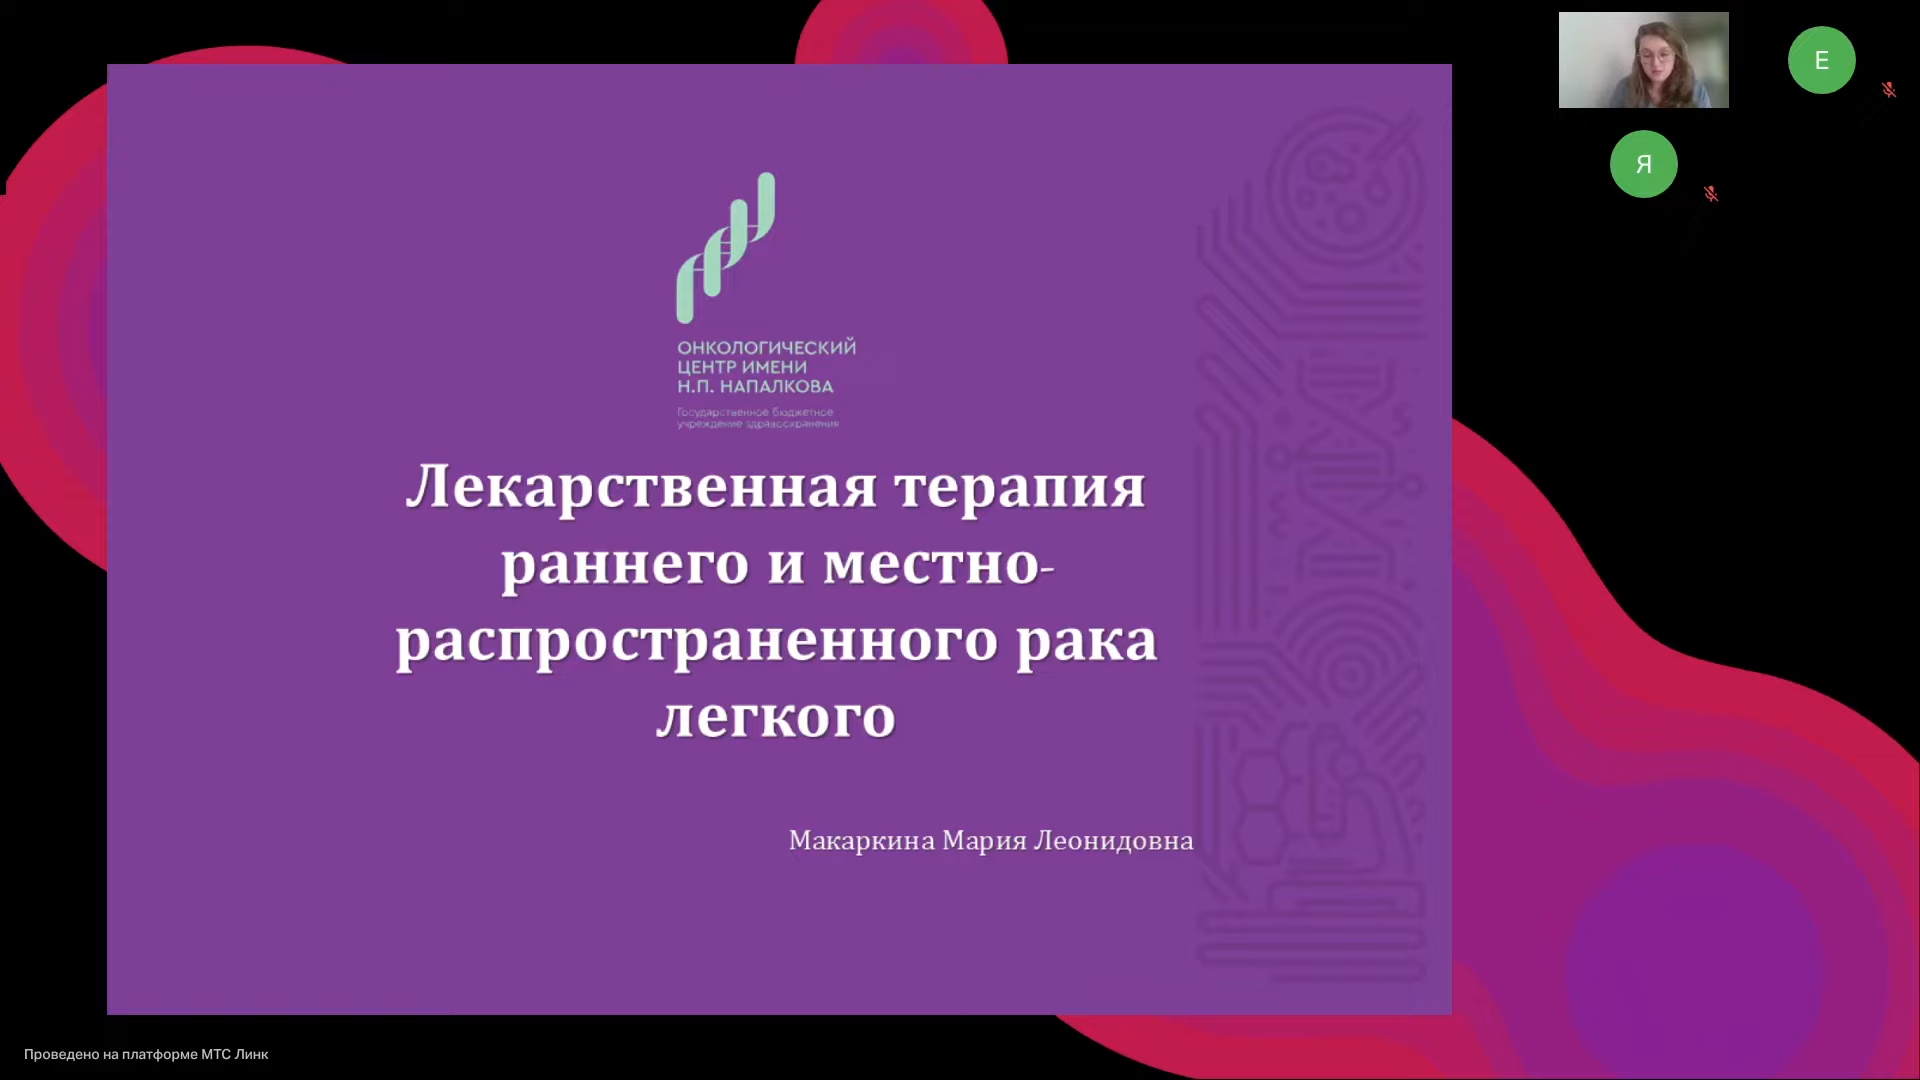 Е
Я
ОНКОЛОГИЧЕСКИЙ
ЦЕНТР ИМЕНИ
Н.П. НАПАЛКОВА
Государственное бюджетное
учреждение здравоохранения
Лекарственная терапия
раннего и местно-
распространенного рака
легкого
Макаркина Мария Леонидовна
Проведено на платформе МТС Линк